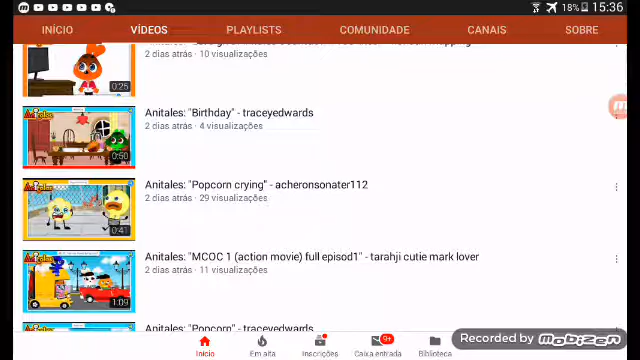 18% 15:36
INÍCIO VÍDEOS PLAYLISTS COMUNIDADE CANAIS SOBRE
2 dias atrás · 10 visualizações
0:25
Anitales: "Birthday" - traceyedwards
2 dias atrás · 4 visualizações
0:50
Anitales: "Popcorn crying" - acheronsonater112
2 dias atrás · 29 visualizações
0:41
Anitales: "MCOC 1 (action movie) full episod1" - tarahji cutie mark lover
2 dias atrás · 11 visualizações
1:09
Anitales: "Popcorn" - traceyedwards
Início Em alta Inscrições Caixa entrada Biblioteca
9+
Recorded by mobizen